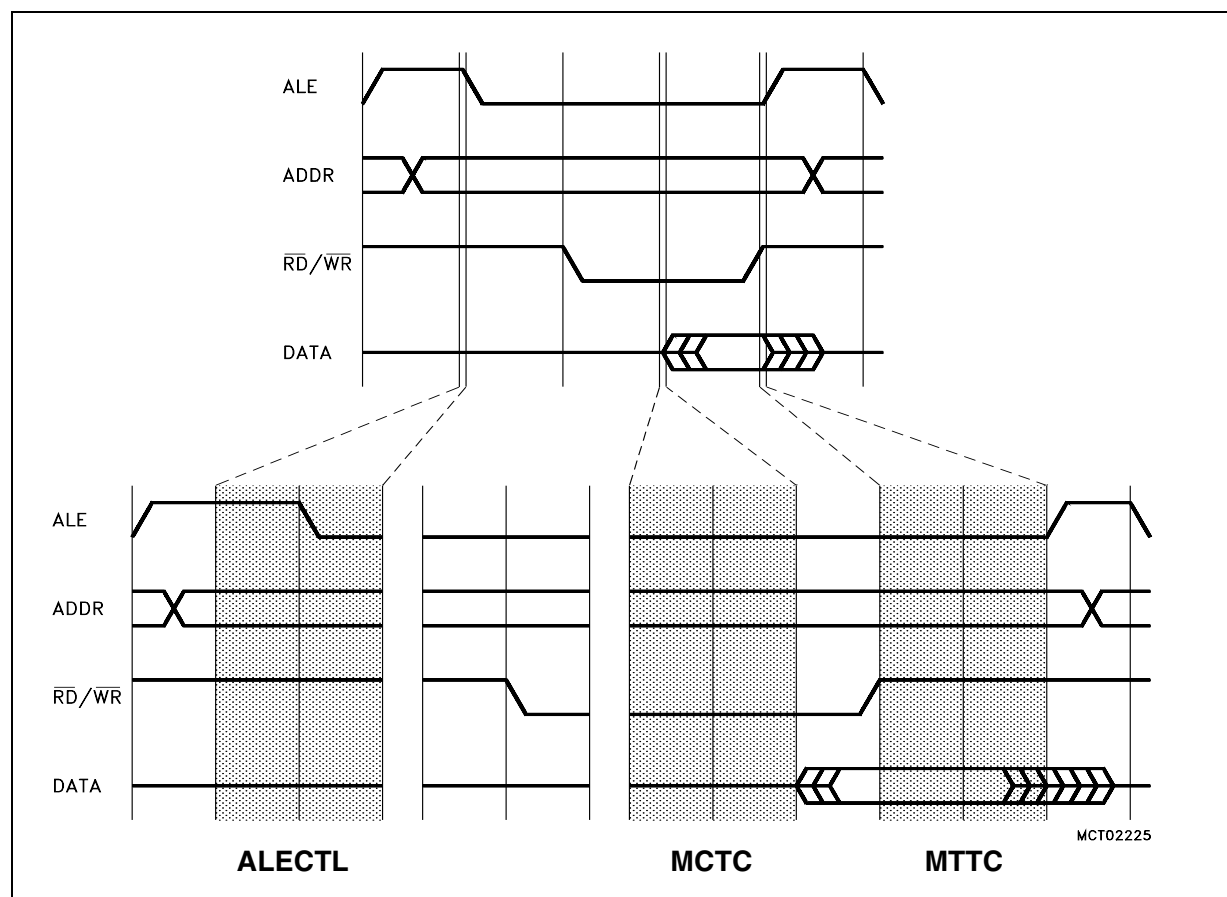 ALE
ADDR
RD/WR
DATA
ALE
ADDR
RD/WR
DATA
MCT02225
ALECTL MCTC MTTC